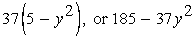 37(5 − y²), or 185 − 37y²